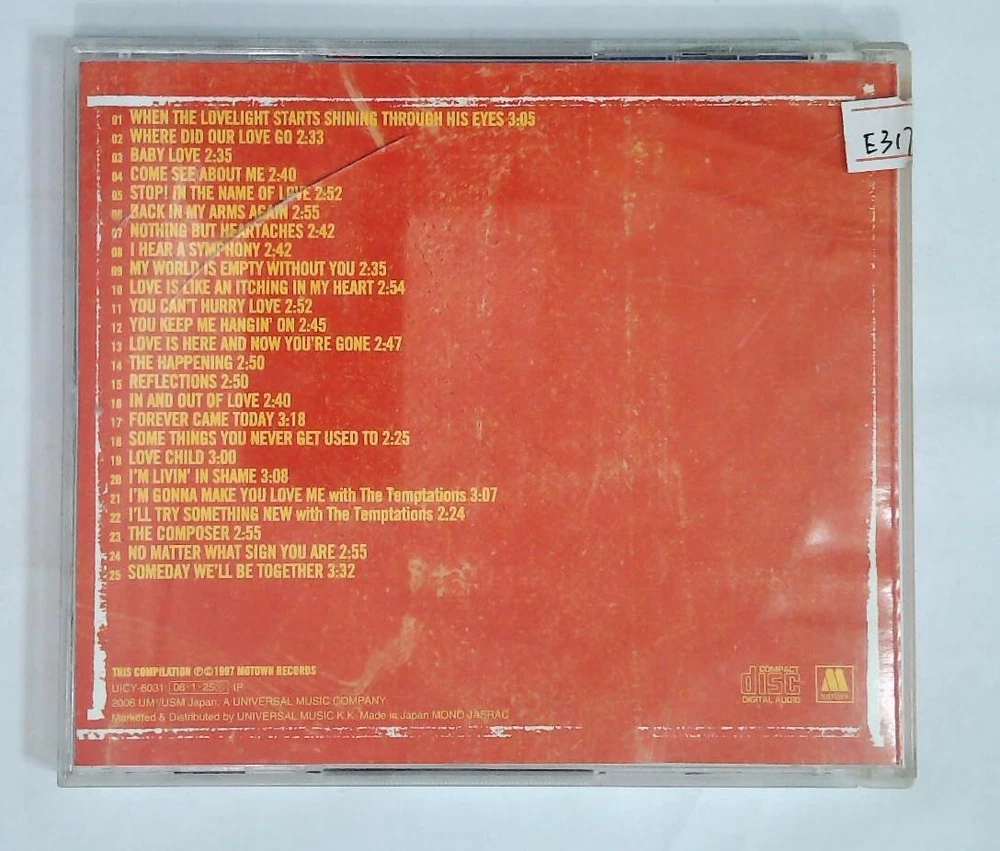 01 WHEN THE LOVELIGHT STARTS SHINING THROUGH HIS EYES 3:05
02 WHERE DID OUR LOVE GO 2:33
03 BABY LOVE 2:35
04 COME SEE ABOUT ME 2:40
05 STOP! IN THE NAME OF LOVE 2:52
06 BACK IN MY ARMS AGAIN 2:55
07 NOTHING BUT HEARTACHES 2:42
08 I HEAR A SYMPHONY 2:42
09 MY WORLD IS EMPTY WITHOUT YOU 2:35
10 LOVE IS LIKE AN ITCHING IN MY HEART 2:54
11 YOU CAN'T HURRY LOVE 2:52
12 YOU KEEP ME HANGIN' ON 2:45
13 LOVE IS HERE AND NOW YOU'RE GONE 2:47
14 THE HAPPENING 2:50
15 REFLECTIONS 2:50
16 IN AND OUT OF LOVE 2:40
17 FOREVER CAME TODAY 3:18
18 SOME THINGS YOU NEVER GET USED TO 2:25
19 LOVE CHILD 3:00
20 I'M LIVIN' IN SHAME 3:08
21 I'M GONNA MAKE YOU LOVE ME with The Temptations 3:07
22 I'LL TRY SOMETHING NEW with The Temptations 2:24
23 THE COMPOSER 2:55
24 NO MATTER WHAT SIGN YOU ARE 2:55
25 SOMEDAY WE'LL BE TOGETHER 3:32
E317
THIS COMPILATION ℗©1997 MOTOWN RECORDS
UICY-6031 06·1·25 1P
2006 UM³/USM Japan, A UNIVERSAL MUSIC COMPANY
Marketed & Distributed by UNIVERSAL MUSIC K.K. Made in Japan MONO JASRAC
COMPACT
disc
DIGITAL AUDIO
M
MOTOWN